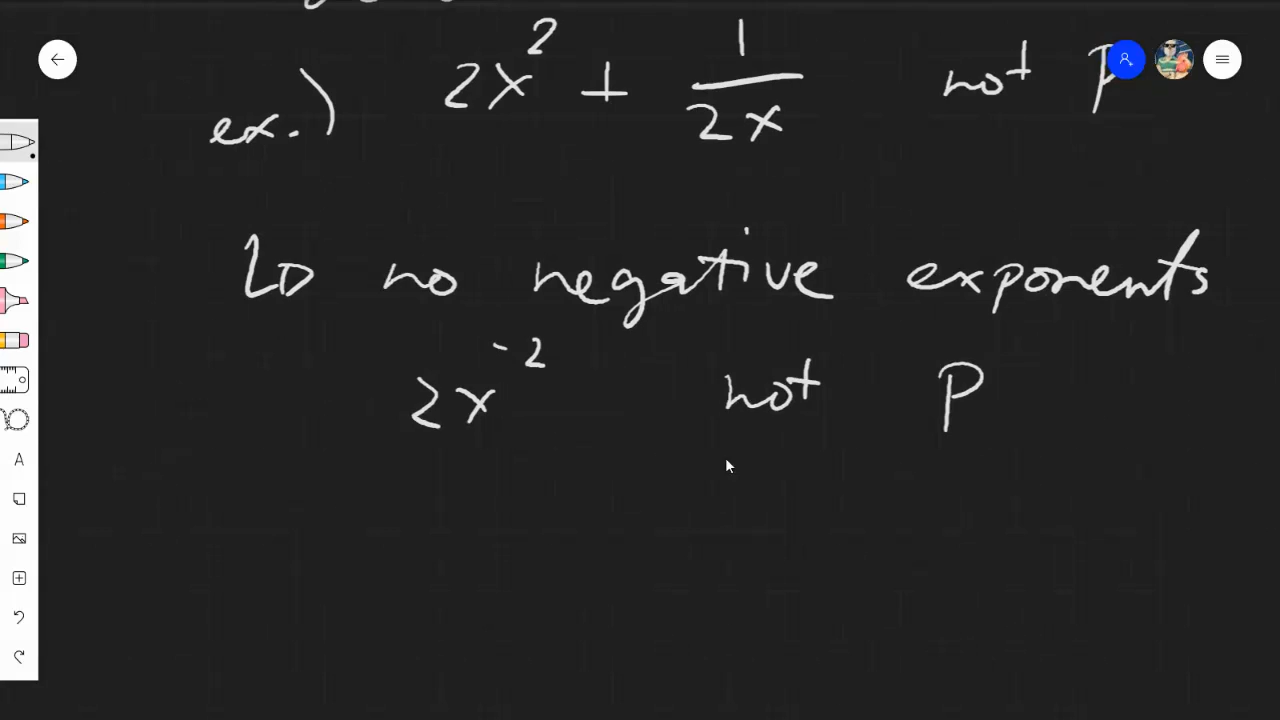 ex.) 2x² + 1/2x not P
↳ no negative exponents
2x⁻² not P
A